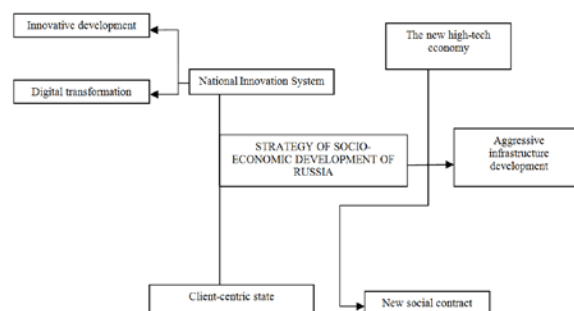 Innovative development
The new high-tech
economy
National Innovation System
Digital transformation
STRATEGY OF SOCIO-
ECONOMIC DEVELOPMENT OF
RUSSIA
Aggressive
infrastructure
development
Client-centric state
New social contract